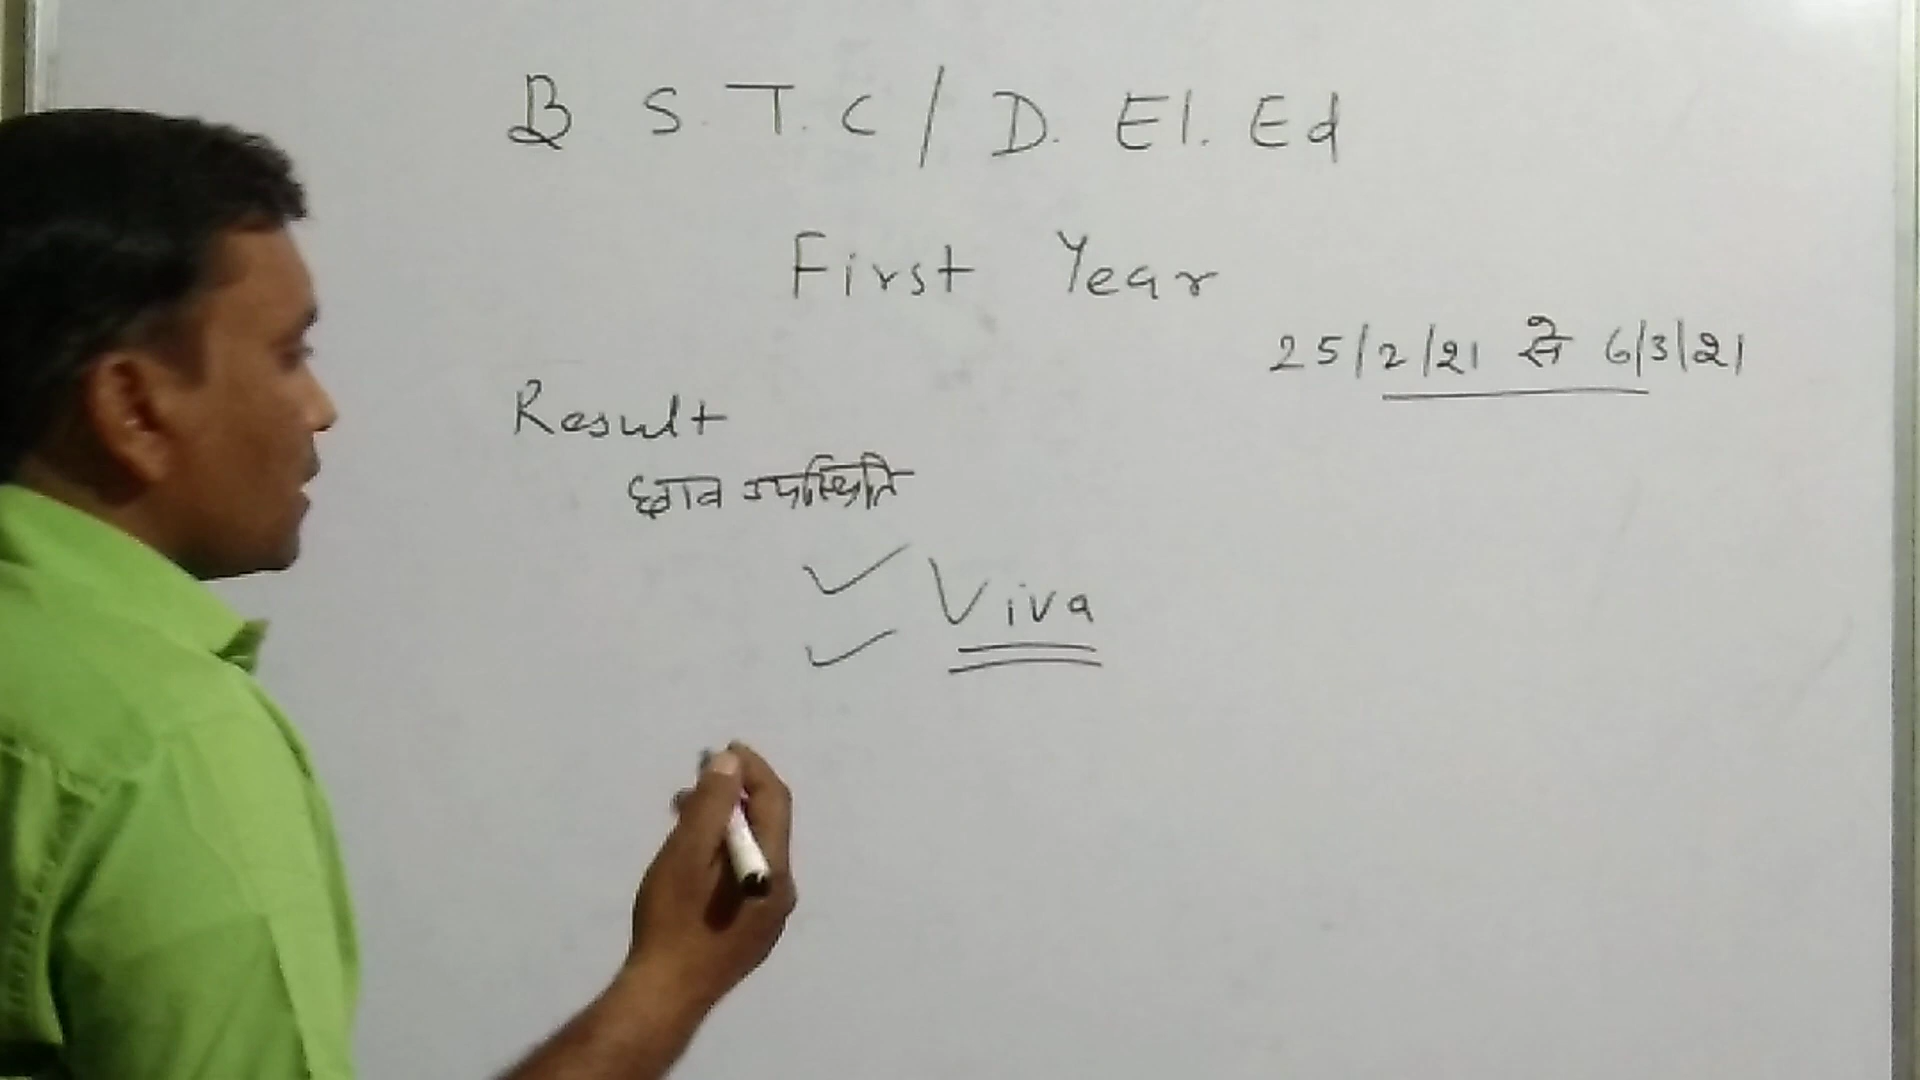 B S. T. C / D. El. Ed
First Year
25/2/21 से 6/3/21
Result
छात्र उपस्थिति
Viva